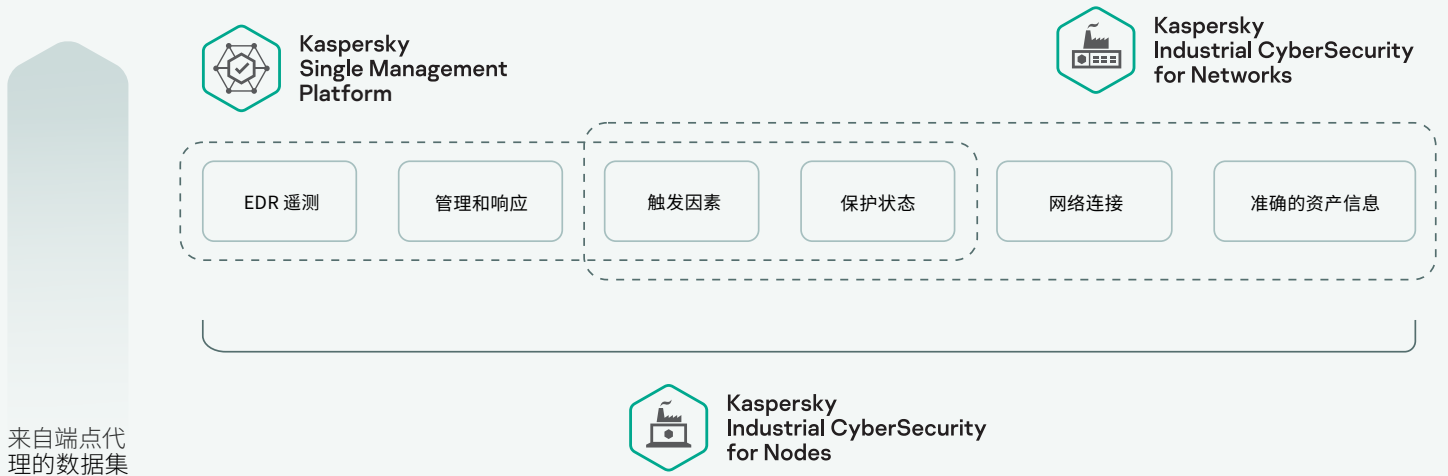 Kaspersky
Single Management
Platform
Kaspersky
Industrial CyberSecurity
for Networks
EDR 遥测
管理和响应
触发因素
保护状态
网络连接
准确的资产信息
Kaspersky
Industrial CyberSecurity
for Nodes
来自端点代
理的数据集